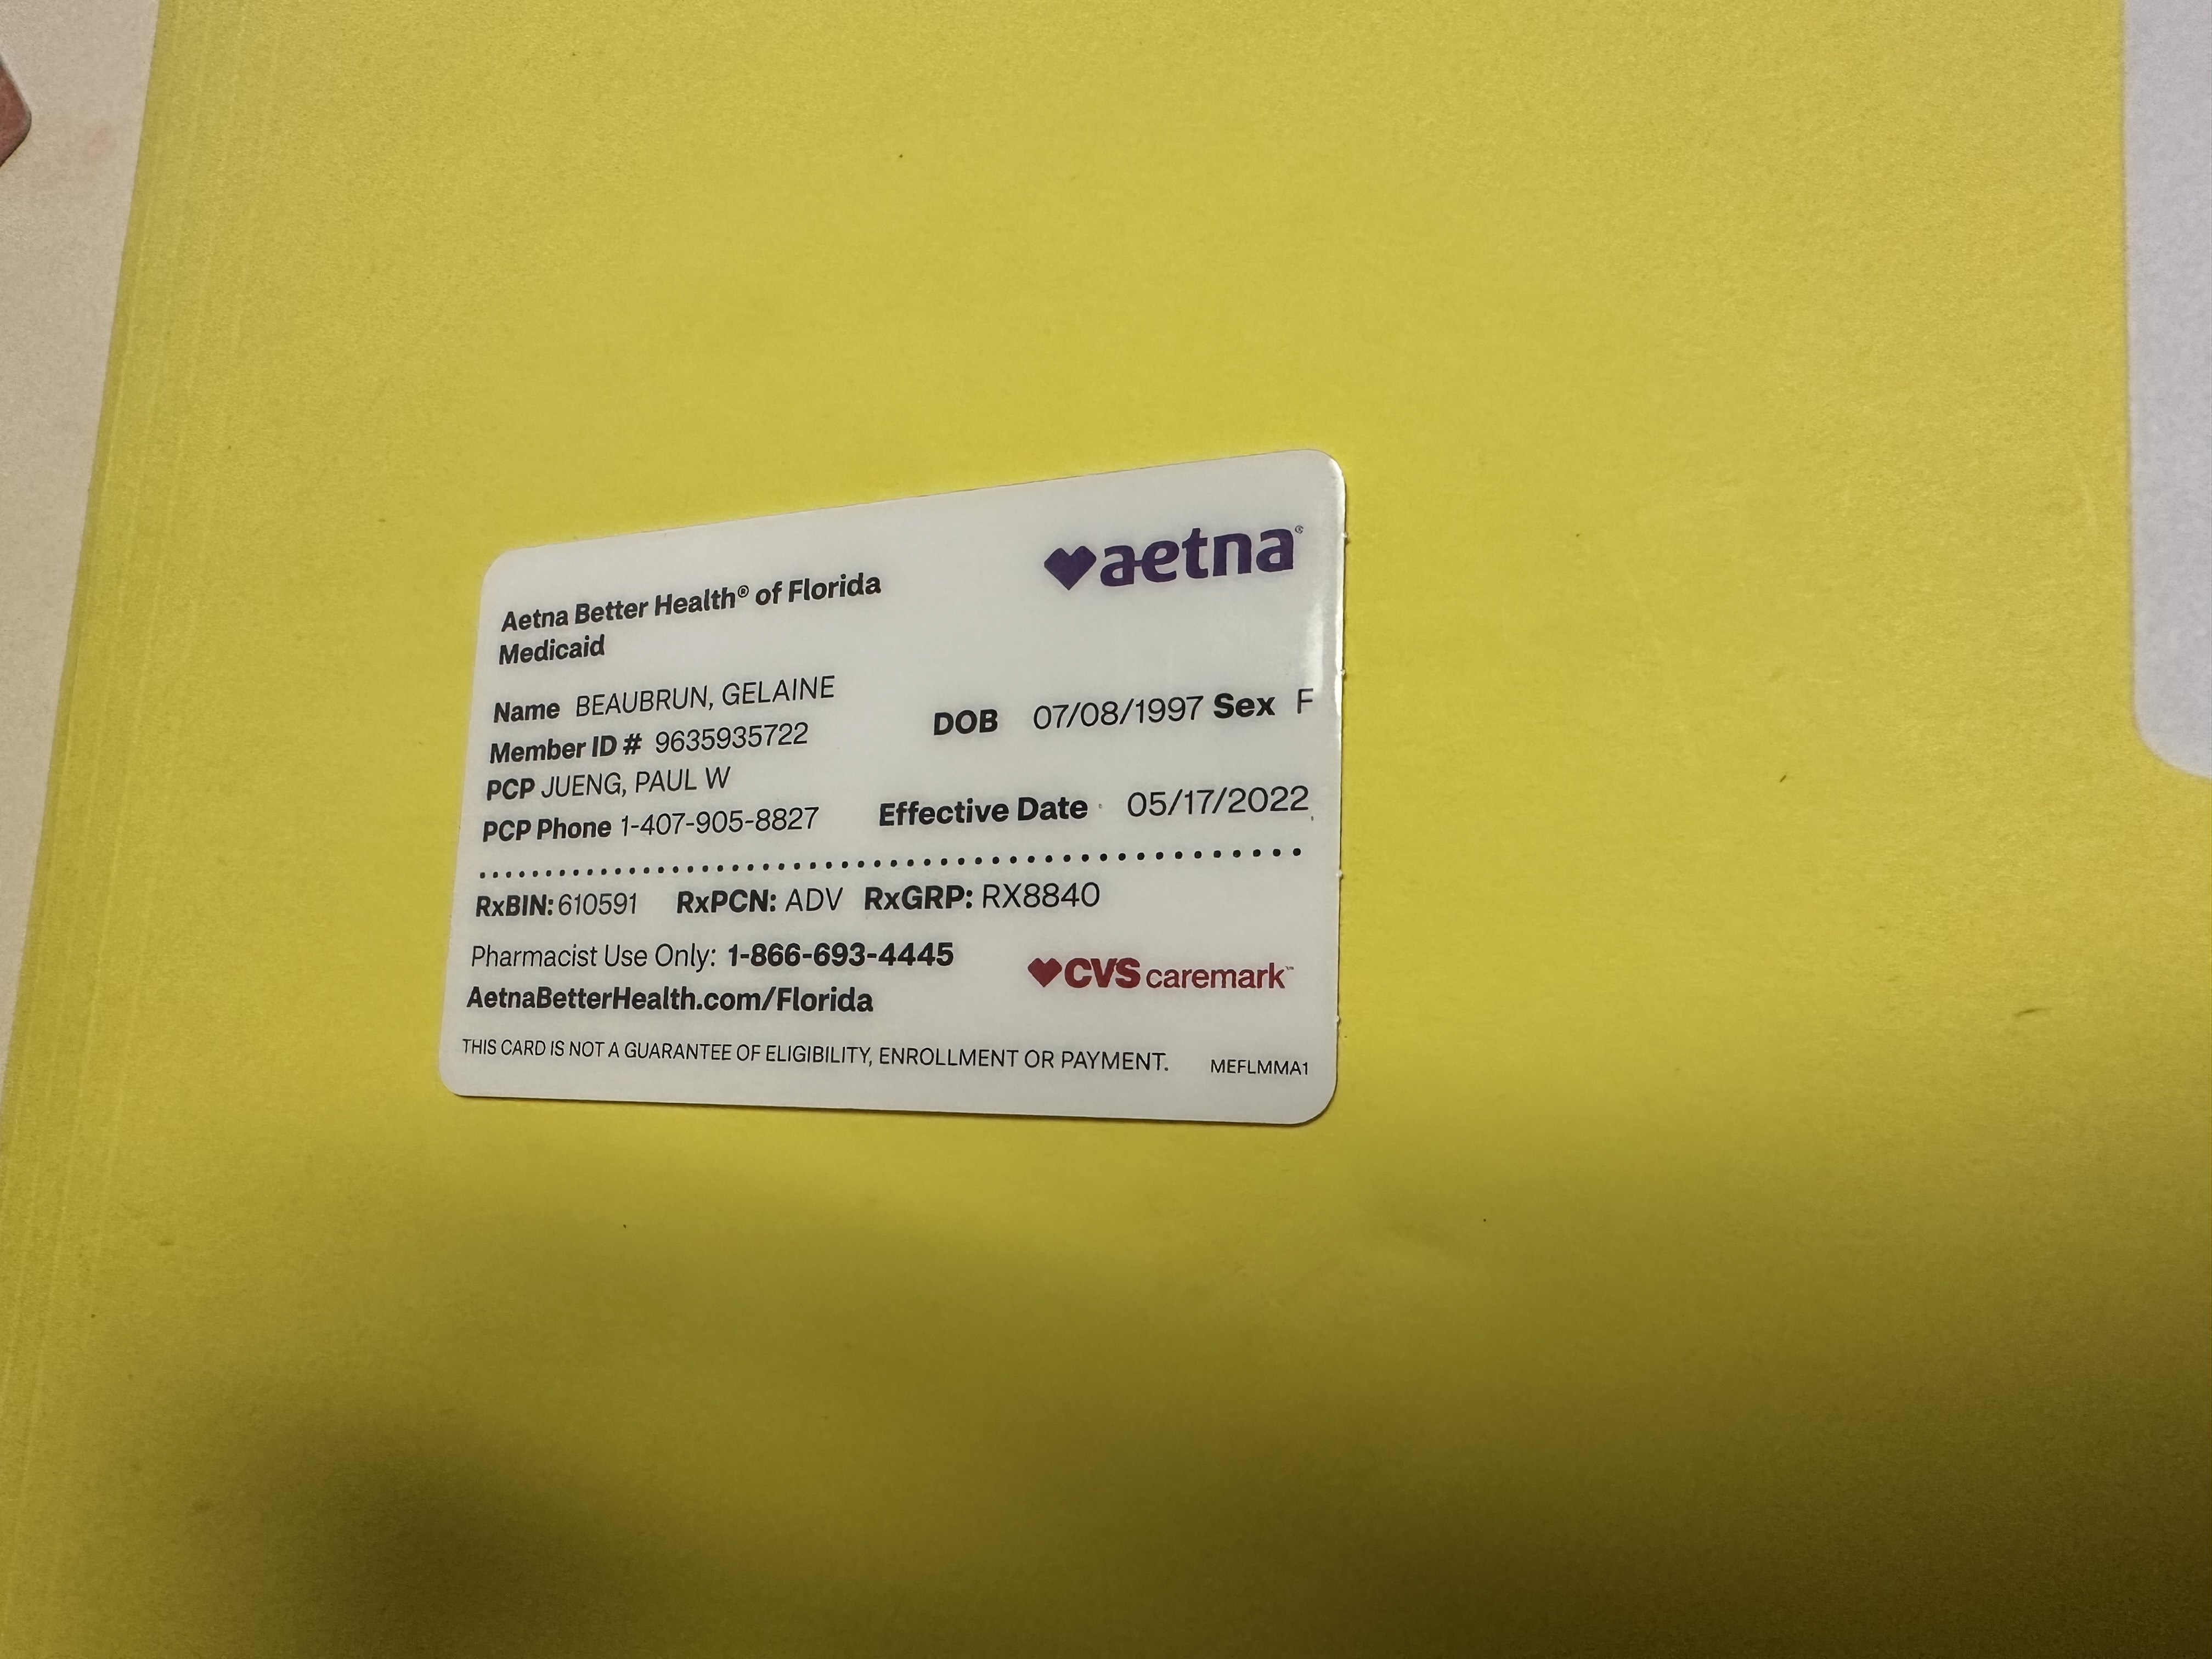 aetna®
Aetna Better Health® of Florida
Medicaid
Name BEAUBRUN, GELAINE
DOB 07/08/1997 Sex F
Member ID # 9635935722
PCP JUENG, PAUL W
PCP Phone 1-407-905-8827 Effective Date 05/17/2022
RxBIN: 610591 RxPCN: ADV RxGRP: RX8840
Pharmacist Use Only: 1-866-693-4445
CVS caremark™
AetnaBetterHealth.com/Florida
THIS CARD IS NOT A GUARANTEE OF ELIGIBILITY, ENROLLMENT OR PAYMENT. MEFLMMA1